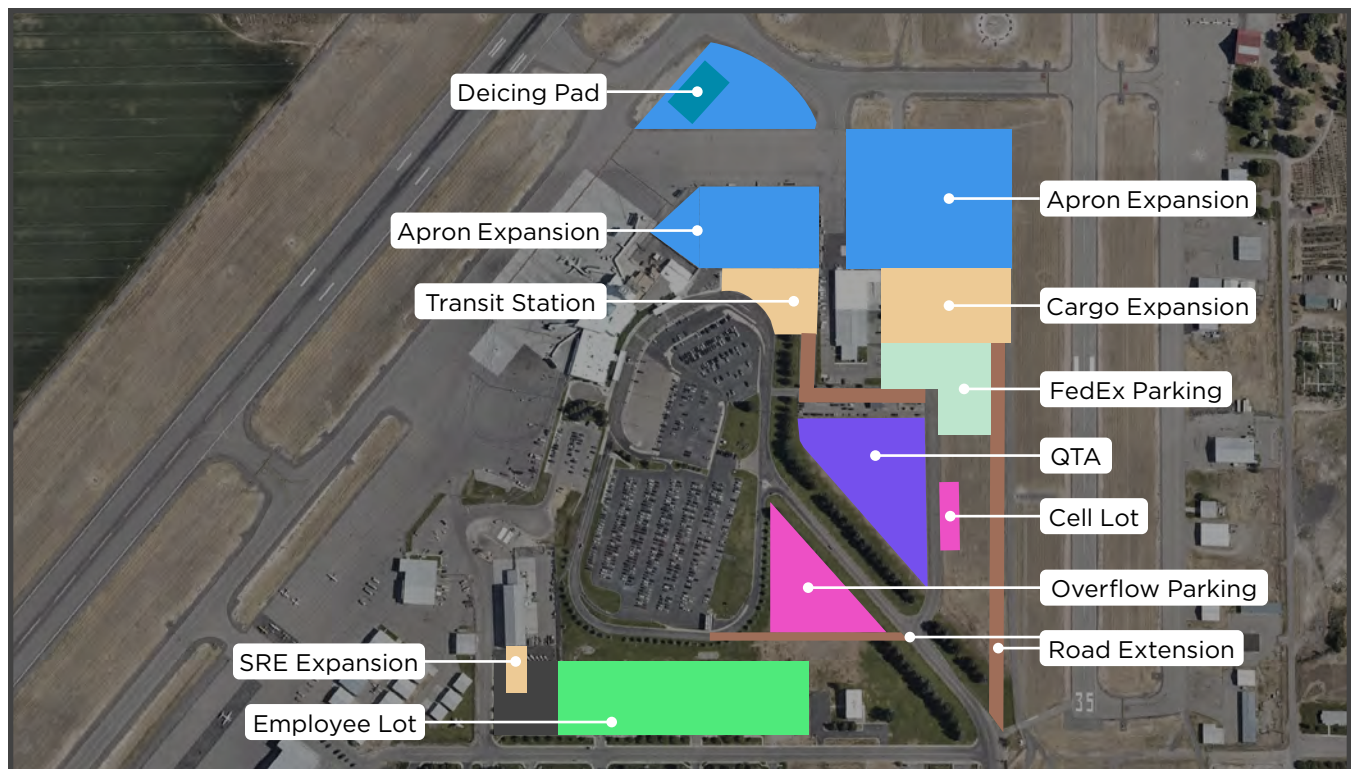 Deicing Pad
Apron Expansion
Apron Expansion
Transit Station
Cargo Expansion
FedEx Parking
QTA
Cell Lot
Overflow Parking
Road Extension
SRE Expansion
Employee Lot
35